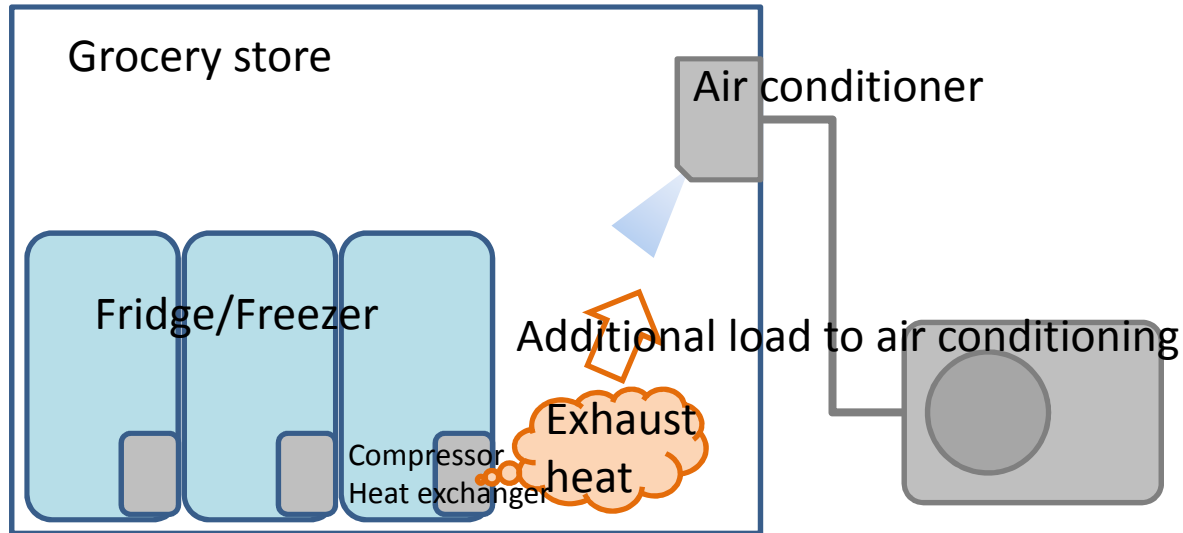 Grocery store
Air conditioner
Fridge/Freezer
Additional load to air conditioning
Exhaust
heat
Compressor
Heat exchanger